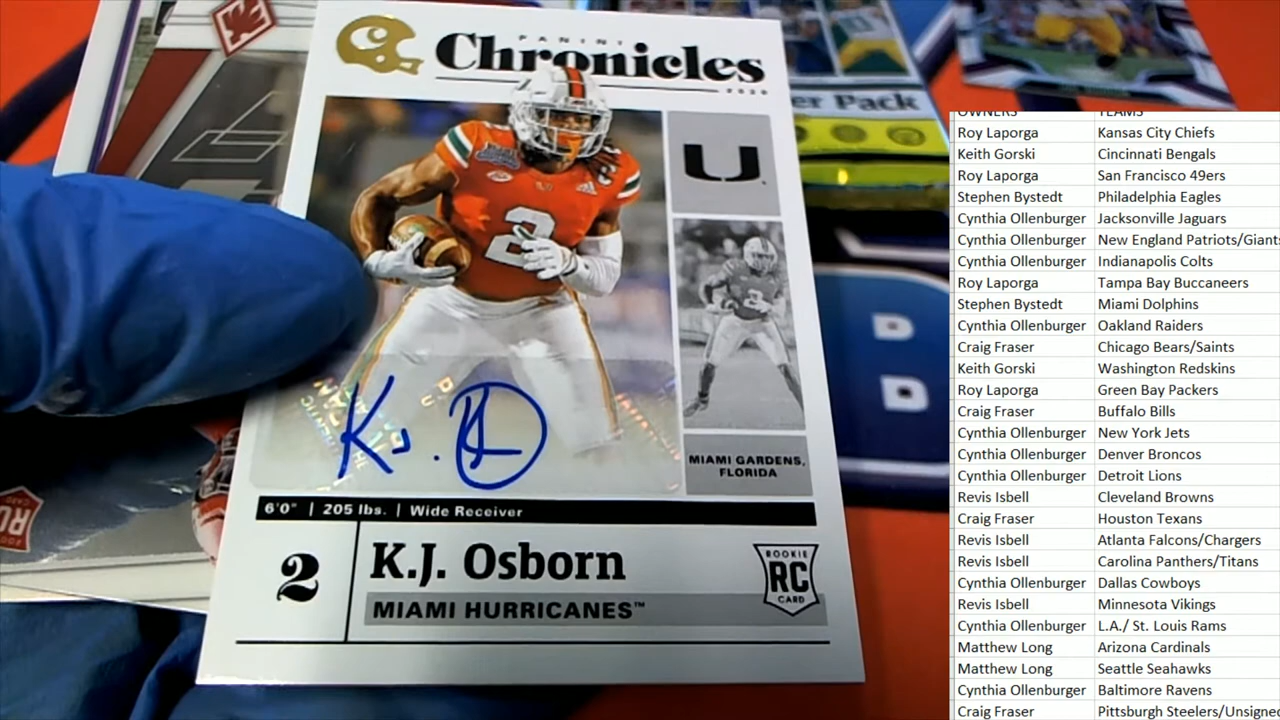 PANINI
Chronicles
2020
er Pack
U
2
MIAMI GARDENS,
FLORIDA
K.J. O
6'0" | 205 lbs. | Wide Receiver
2
K.J. Osborn
MIAMI HURRICANES™
ROOKIE
RC
CARD
B
D
OWNERS TEAMS
Roy Laporga Kansas City Chiefs
Keith Gorski Cincinnati Bengals
Roy Laporga San Francisco 49ers
Stephen Bystedt Philadelphia Eagles
Cynthia Ollenburger Jacksonville Jaguars
Cynthia Ollenburger New England Patriots/Giant
Cynthia Ollenburger Indianapolis Colts
Roy Laporga Tampa Bay Buccaneers
Stephen Bystedt Miami Dolphins
Cynthia Ollenburger Oakland Raiders
Craig Fraser Chicago Bears/Saints
Keith Gorski Washington Redskins
Roy Laporga Green Bay Packers
Craig Fraser Buffalo Bills
Cynthia Ollenburger New York Jets
Cynthia Ollenburger Denver Broncos
Cynthia Ollenburger Detroit Lions
Revis Isbell Cleveland Browns
Craig Fraser Houston Texans
Revis Isbell Atlanta Falcons/Chargers
Revis Isbell Carolina Panthers/Titans
Cynthia Ollenburger Dallas Cowboys
Revis Isbell Minnesota Vikings
Cynthia Ollenburger L.A./ St. Louis Rams
Matthew Long Arizona Cardinals
Matthew Long Seattle Seahawks
Cynthia Ollenburger Baltimore Ravens
Craig Fraser Pittsburgh Steelers/Unsigne